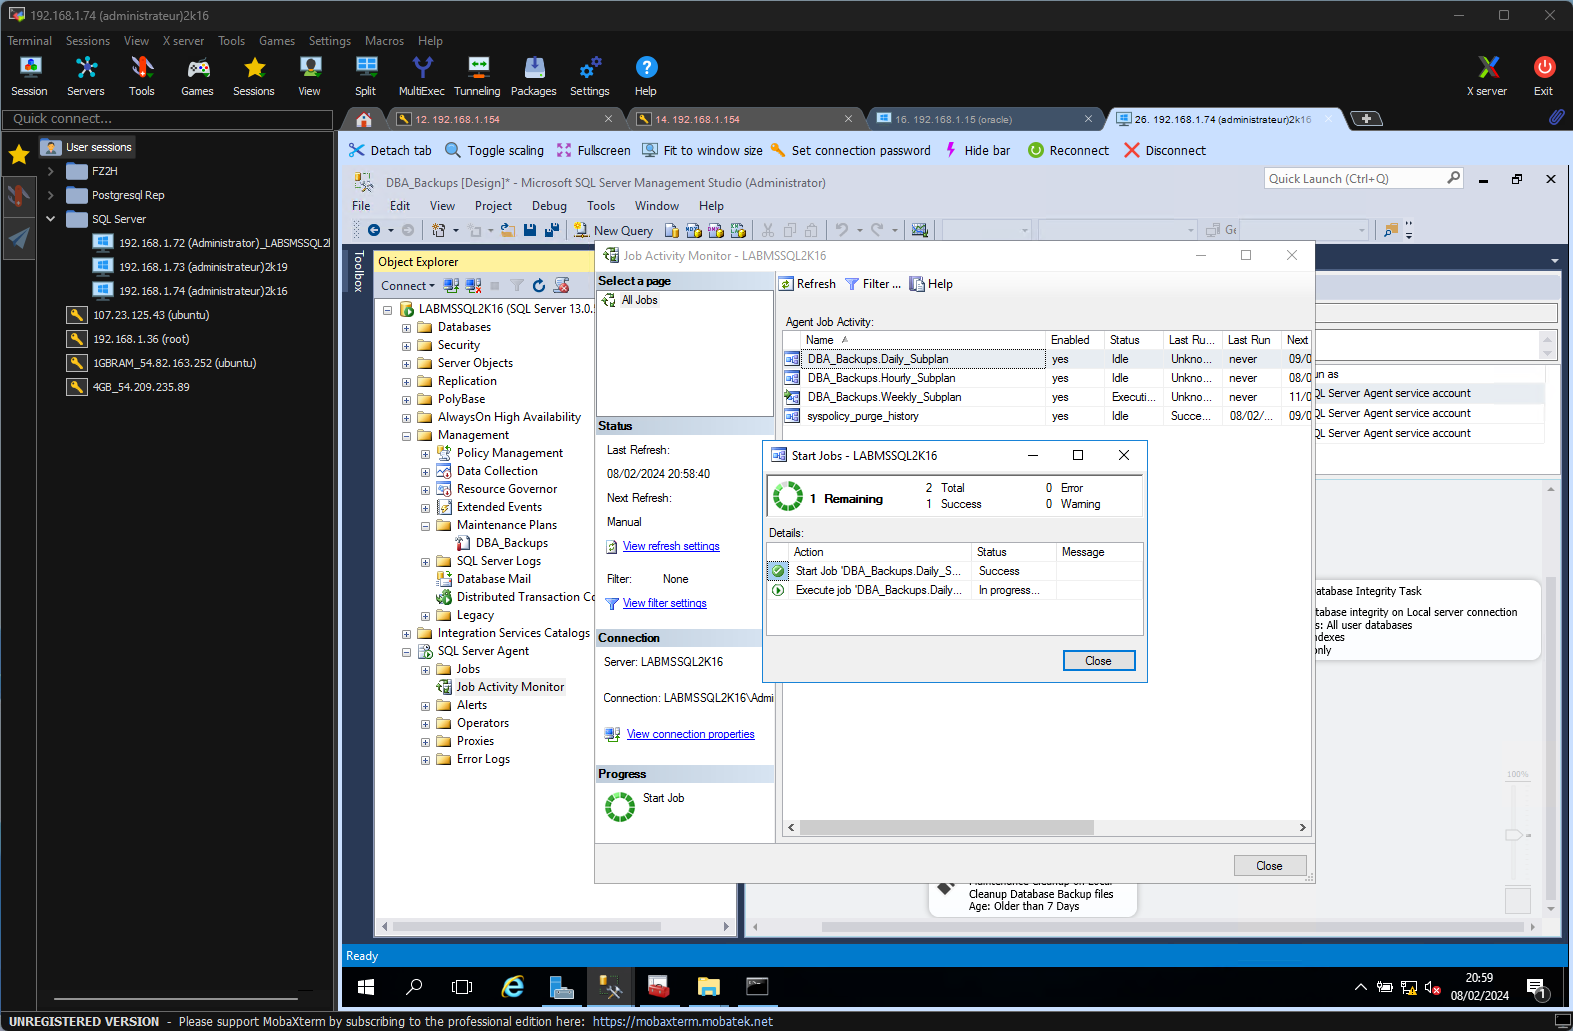 192.168.1.74 (administrateur)2k16
Terminal Sessions View X server Tools Games Settings Macros Help
Session Servers Tools Games Sessions View Split MultiExec Tunneling Packages Settings Help X server Exit
Quick connect...
12. 192.168.1.154
14. 192.168.1.154
16. 192.168.1.15 (oracle)
26. 192.168.1.74 (administrateur)2k16
User sessions
FZ2H
Postgresql Rep
SQL Server
192.168.1.72 (Administrator)_LABSMSSQL2
192.168.1.73 (administrateur)2k19
192.168.1.74 (administrateur)2k16
107.23.125.43 (ubuntu)
192.168.1.36 (root)
1GBRAM_54.82.163.252 (ubuntu)
4GB_54.209.235.89
Detach tab Toggle scaling Fullscreen Fit to window size Set connection password Hide bar Reconnect Disconnect
DBA_Backups [Design]* - Microsoft SQL Server Management Studio (Administrator)
Quick Launch (Ctrl+Q)
File Edit View Project Debug Tools Window Help
New Query
Toolbox
Object Explorer
Connect
LABMSSQL2K16 (SQL Server 13.0.
Databases
Security
Server Objects
Replication
PolyBase
AlwaysOn High Availability
Management
Policy Management
Data Collection
Resource Governor
Extended Events
Maintenance Plans
DBA_Backups
SQL Server Logs
Database Mail
Distributed Transaction Co
Legacy
Integration Services Catalogs
SQL Server Agent
Jobs
Job Activity Monitor
Alerts
Operators
Proxies
Error Logs
Job Activity Monitor - LABMSSQL2K16
Select a page
All Jobs
Status
Last Refresh:
08/02/2024 20:58:40
Next Refresh:
Manual
View refresh settings
Filter: None
View filter settings
Connection
Server: LABMSSQL2K16
Connection: LABMSSQL2K16\Admi
View connection properties
Progress
Start Job
Refresh Filter ... Help
Agent Job Activity:
Name Enabled Status Last Ru... Last Run Next
DBA_Backups.Daily_Subplan yes Idle Unkno... never 09/0
DBA_Backups.Hourly_Subplan yes Idle Unkno... never 08/0
DBA_Backups.Weekly_Subplan yes Executi... Unkno... never 11/0
syspolicy_purge_history yes Idle Succe... 08/02/... 09/0
Start Jobs - LABMSSQL2K16
1 Remaining
2 Total 0 Error
1 Success 0 Warning
Details:
Action Status Message
Start Job 'DBA_Backups.Daily_S... Success
Execute job 'DBA_Backups.Daily... In progress...
Close
Close
un as
QL Server Agent service account
QL Server Agent service account
QL Server Agent service account
atabase Integrity Task
tabase integrity on Local server connection
s: All user databases
ndexes
only
100%
Maintenance Cleanup on Local
Cleanup Database Backup files
Age: Older than 7 Days
Ready
20:59
08/02/2024
1
UNREGISTERED VERSION - Please support MobaXterm by subscribing to the professional edition here: https://mobaxterm.mobatek.net